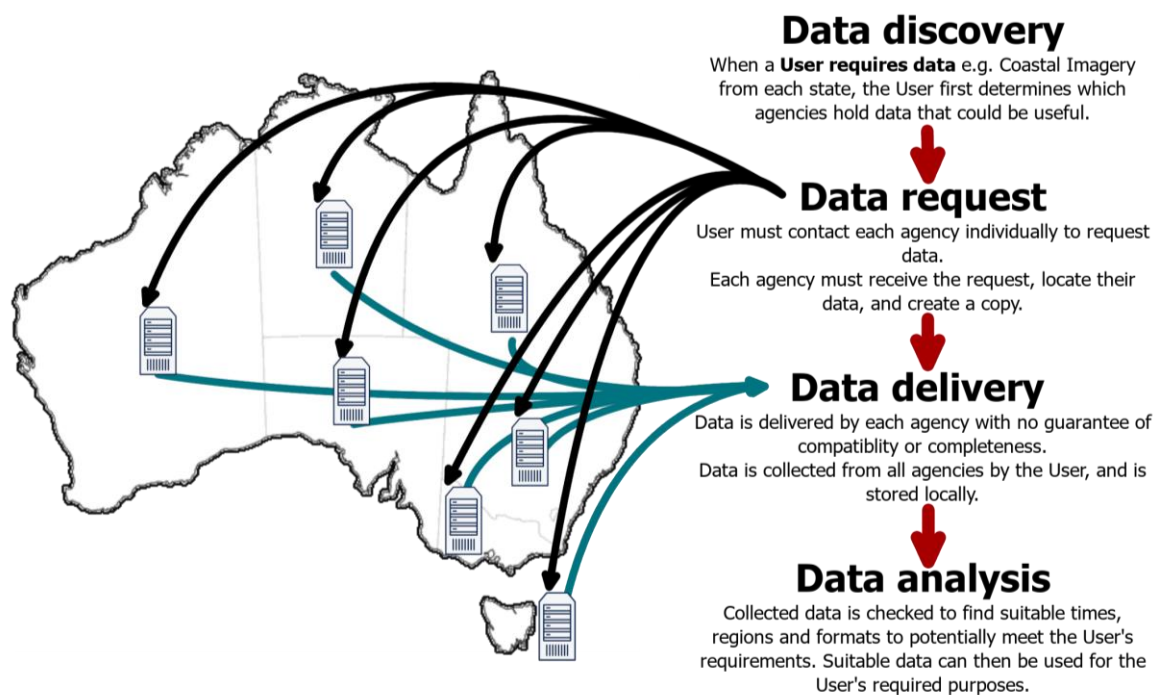 Data discovery
When a User requires data e.g. Coastal Imagery
from each state, the User first determines which
agencies hold data that could be useful.
Data request
User must contact each agency individually to request
data.
Each agency must receive the request, locate their
data, and create a copy.
Data delivery
Data is delivered by each agency with no guarantee of
compatiblity or completeness.
Data is collected from all agencies by the User, and is
stored locally.
Data analysis
Collected data is checked to find suitable times,
regions and formats to potentially meet the User's
requirements. Suitable data can then be used for the
User's required purposes.